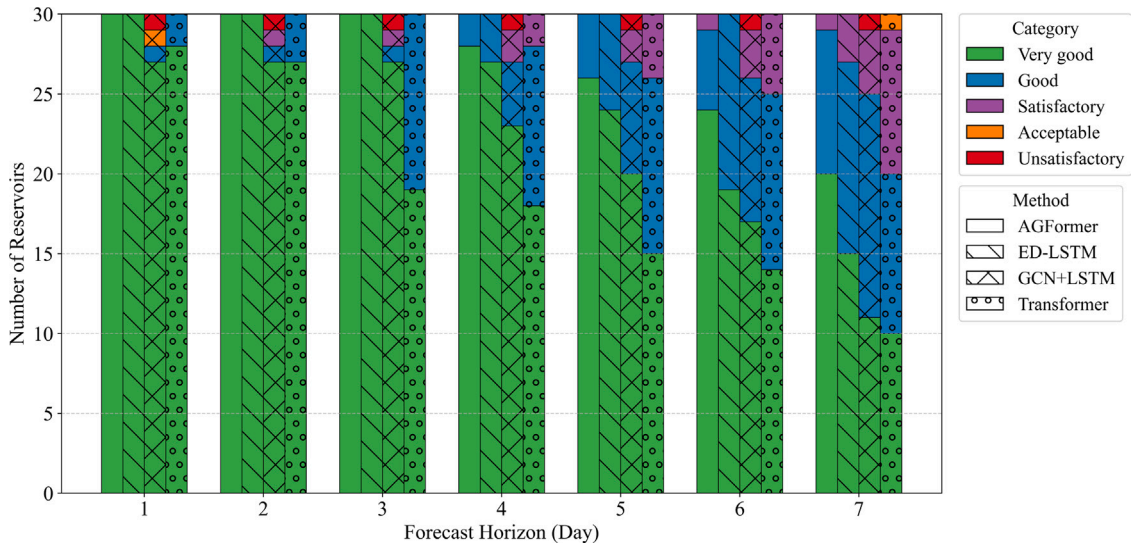 30
25
20
15
10
5
0
Number of Reservoirs
1 2 3 4 5 6 7
Forecast Horizon (Day)
Category
Very good
Good
Satisfactory
Acceptable
Unsatisfactory
Method
AGFormer
ED-LSTM
GCN+LSTM
Transformer